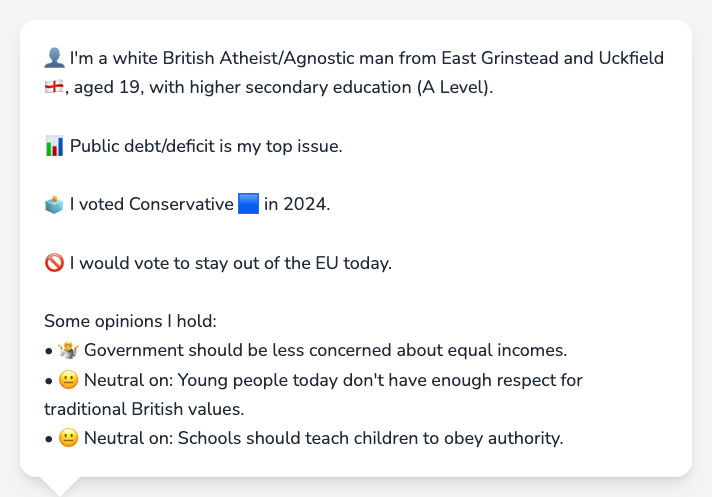 👤 I'm a white British Atheist/Agnostic man from East Grinstead and Uckfield
🏴󠁧󠁢󠁥󠁮󠁧󠁿, aged 19, with higher secondary education (A Level).
📊 Public debt/deficit is my top issue.
🗳️ I voted Conservative 🟦 in 2024.
🚫 I would vote to stay out of the EU today.
Some opinions I hold:
• 🤷 Government should be less concerned about equal incomes.
• 😐 Neutral on: Young people today don't have enough respect for
traditional British values.
• 😐 Neutral on: Schools should teach children to obey authority.